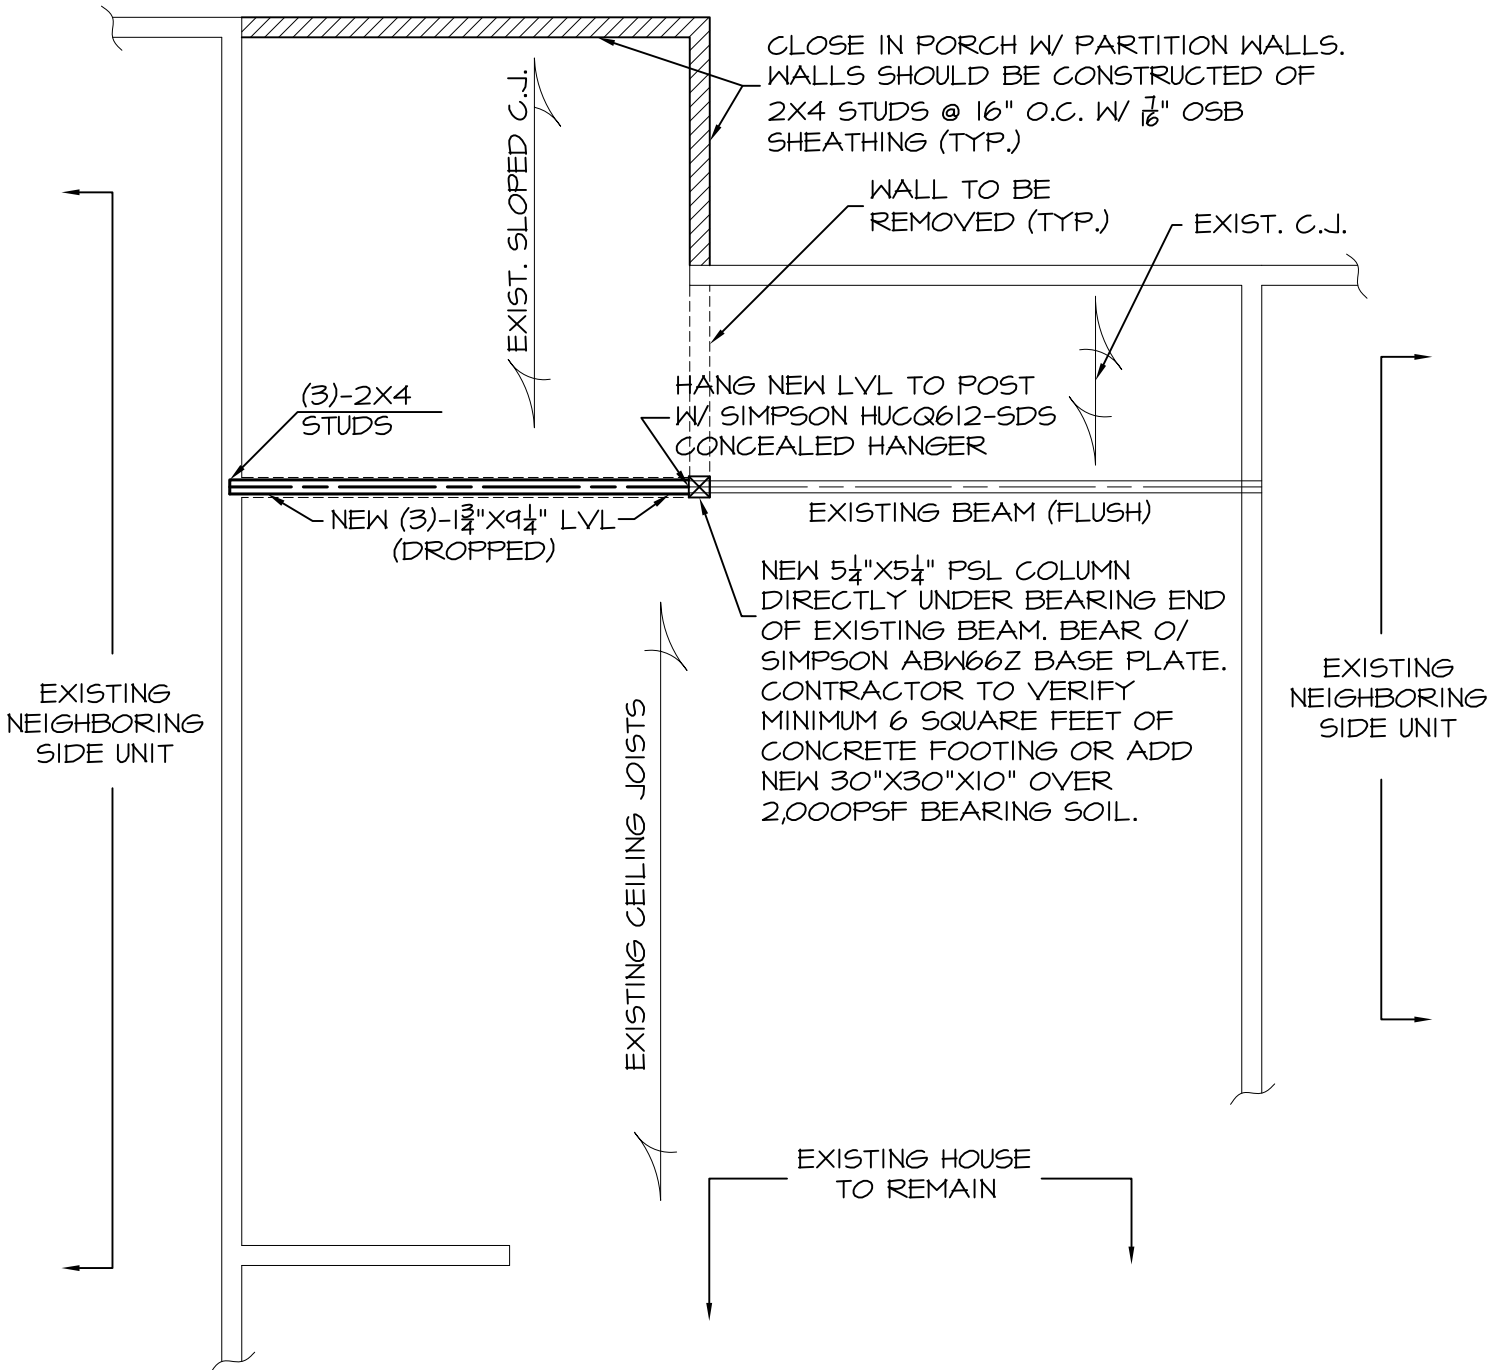 CLOSE IN PORCH W/ PARTITION WALLS.
WALLS SHOULD BE CONSTRUCTED OF
2X4 STUDS @ 16" O.C. W/ 7/16" OSB
SHEATHING (TYP.)
EXIST. SLOPED C.J.
WALL TO BE
REMOVED (TYP.)
EXIST. C.J.
(3)-2X4
STUDS
HANG NEW LVL TO POST
W/ SIMPSON HUCQ612-SDS
CONCEALED HANGER
NEW (3)-1 3/4"X9 1/4" LVL
(DROPPED)
EXISTING BEAM (FLUSH)
NEW 5 1/4"X5 1/4" PSL COLUMN
DIRECTLY UNDER BEARING END
OF EXISTING BEAM. BEAR O/
SIMPSON ABW66Z BASE PLATE.
CONTRACTOR TO VERIFY
MINIMUM 6 SQUARE FEET OF
CONCRETE FOOTING OR ADD
NEW 30"X30"X10" OVER
2,000PSF BEARING SOIL.
EXISTING
NEIGHBORING
SIDE UNIT
EXISTING CEILING JOISTS
EXISTING
NEIGHBORING
SIDE UNIT
EXISTING HOUSE
TO REMAIN